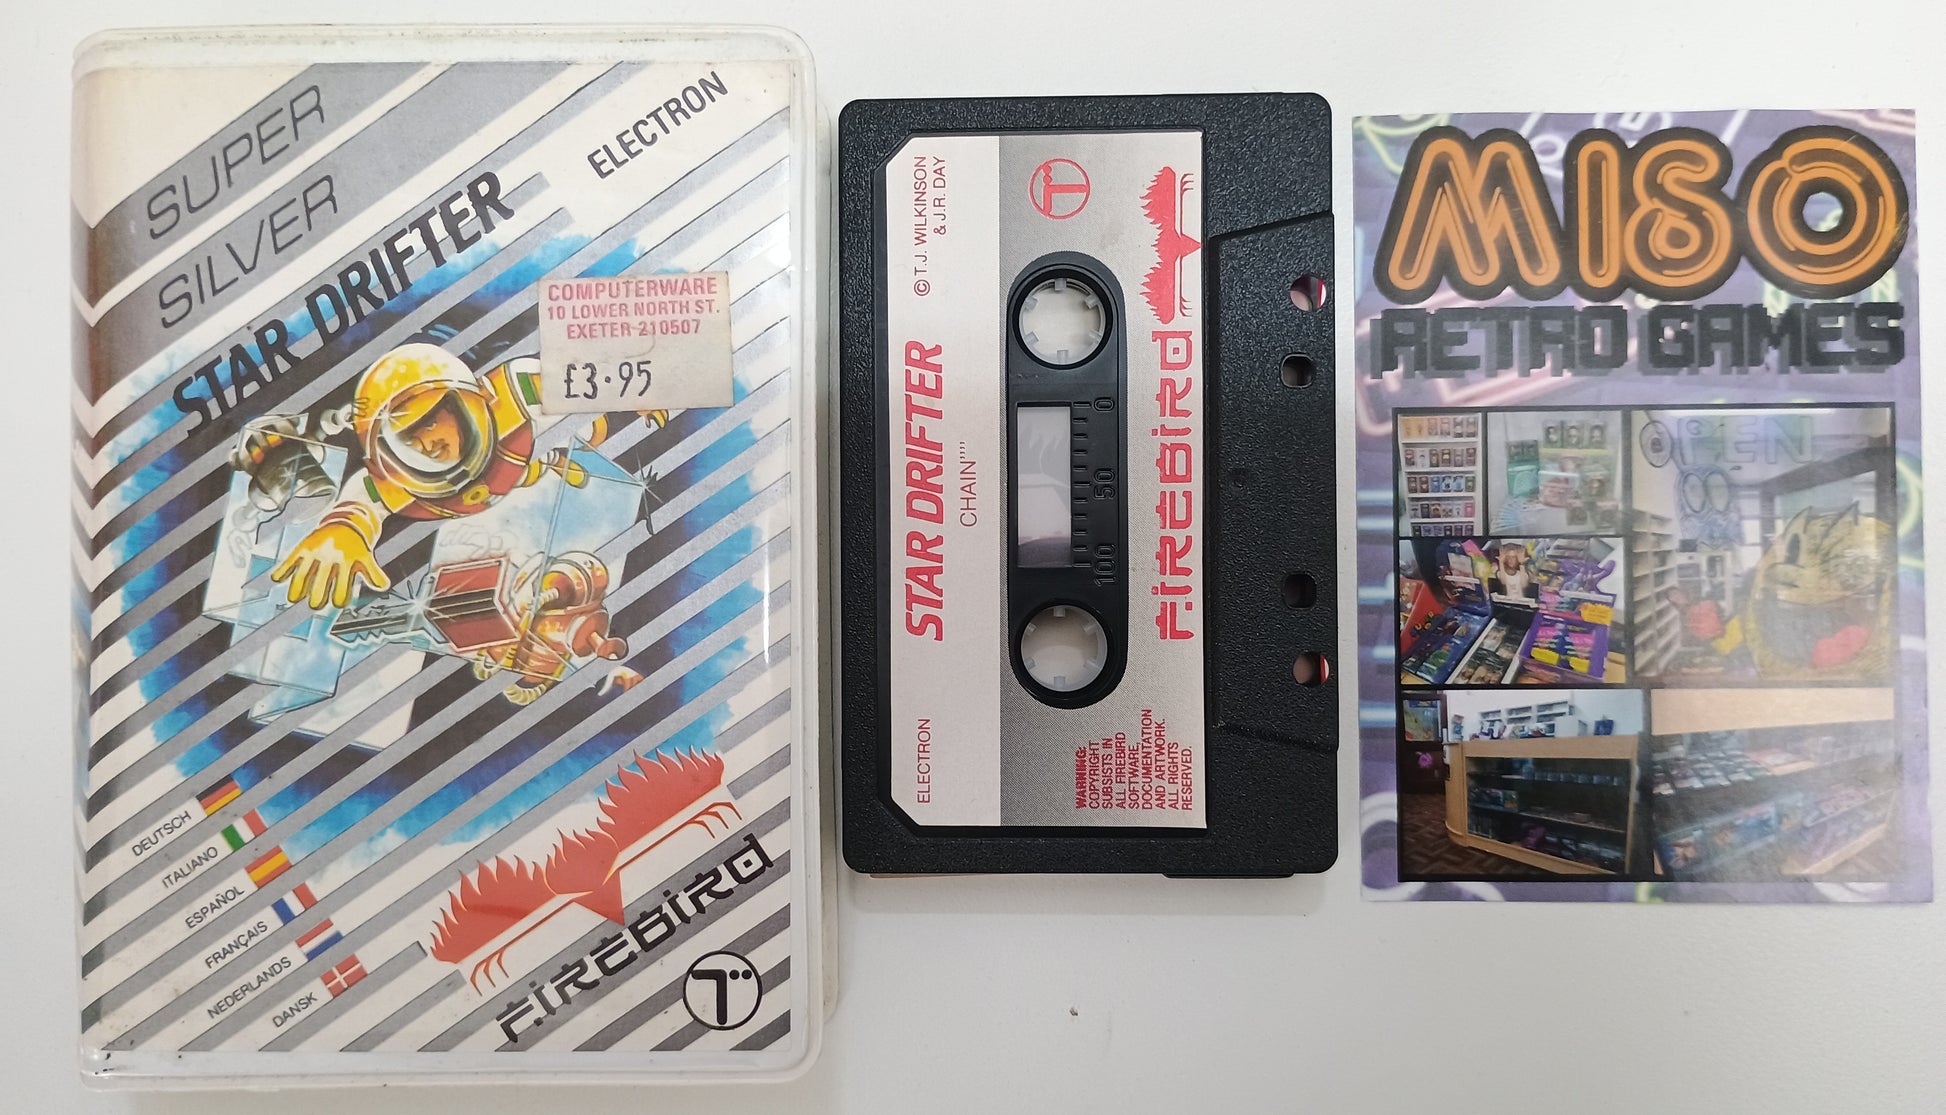 SUPER
SILVER
ELECTRON
STAR DRIFTER
COMPUTERWARE
10 LOWER NORTH ST.
EXETER 210507
£3.95
DEUTSCH
ITALIANO
ESPAÑOL
FRANÇAIS
NEDERLANDS
DANSK
FIREBIRD
© T.J. WILKINSON
& J.R. DAY
STAR DRIFTER
CHAIN""
ELECTRON
0
50
100
FIREBIRD
WARNING:
COPYRIGHT
SUBSISTS IN
ALL FIREBIRD
SOFTWARE,
DOCUMENTATION
AND ARTWORK.
ALL RIGHTS
RESERVED.
MISO
RETRO GAMES
OPEN